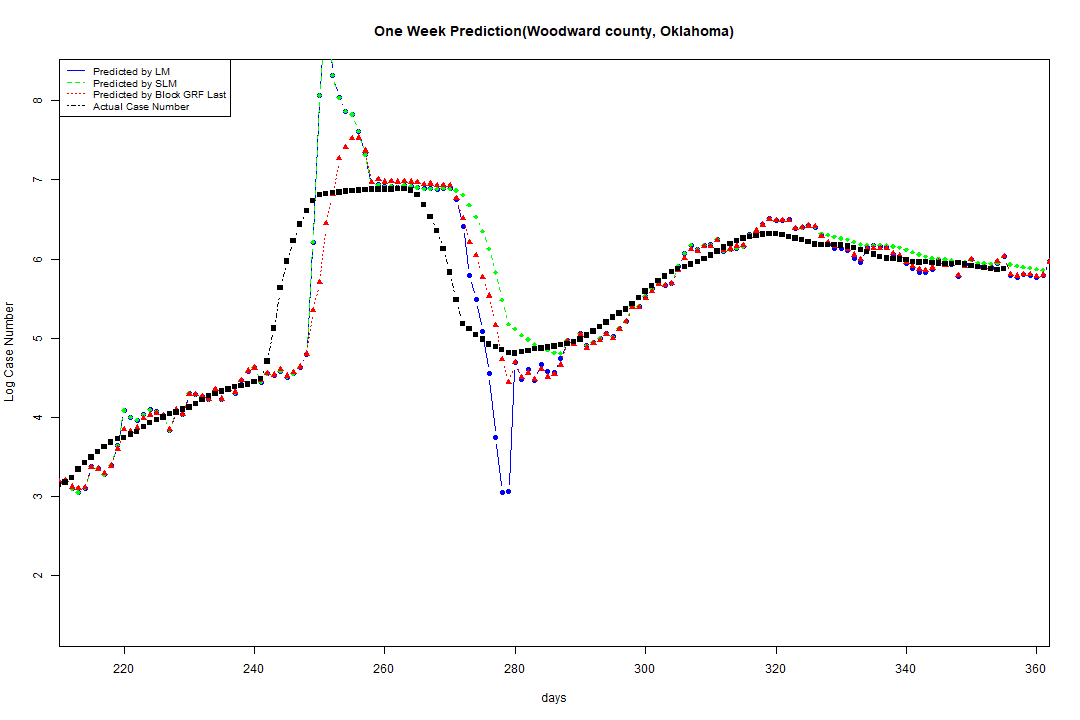 One Week Prediction(Woodward county, Oklahoma)
Predicted by LM
Predicted by SLM
Predicted by Block GRF Last
Actual Case Number
8
7
6
5
4
3
2
Log Case Number
220 240 260 280 300 320 340 360
days